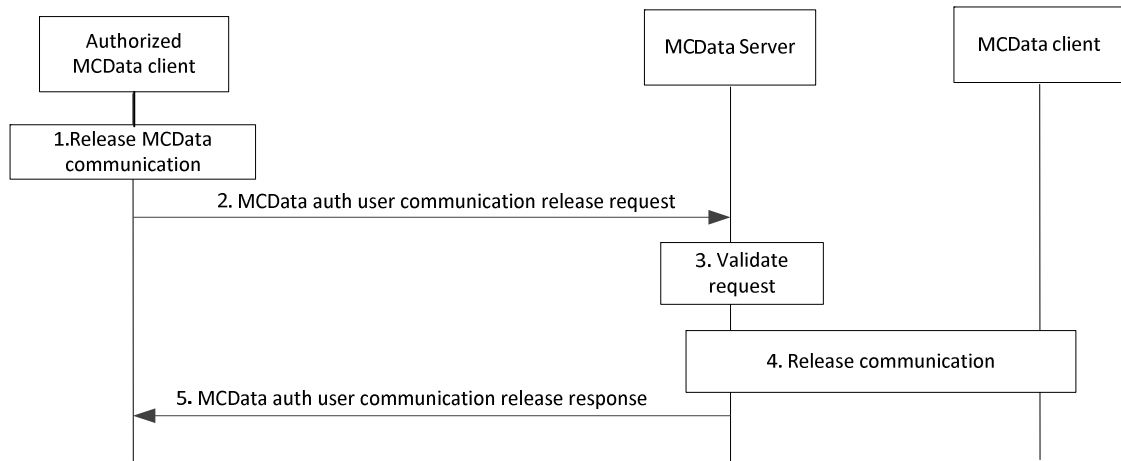 Authorized
MCData client
MCData Server
MCData client
1.Release MCData
communication
2. MCData auth user communication release request
3. Validate
request
4. Release communication
5. MCData auth user communication release response